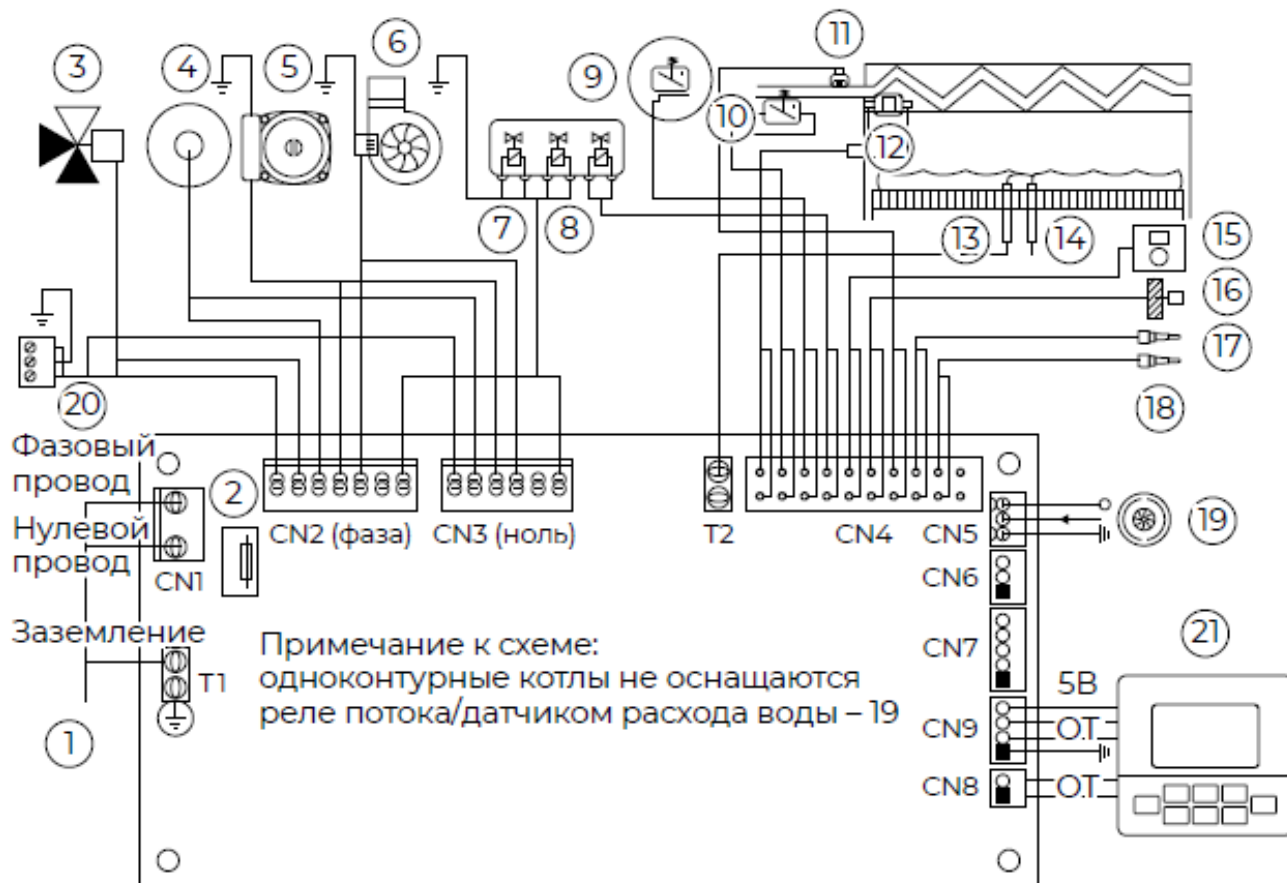 3
4
5
6
7
8
9
10
11
12
13
14
15
16
17
18
20
Фазовый
провод
Нулевой
провод
Заземление
1
2
CN1
T1
CN2 (фаза)
CN3 (ноль)
T2
CN4
CN5
19
CN6
CN7
CN9
CN8
21
5В
О.Т
О.Т
Примечание к схеме:
одноконтурные котлы не оснащаются
реле потока/датчиком расхода воды – 19